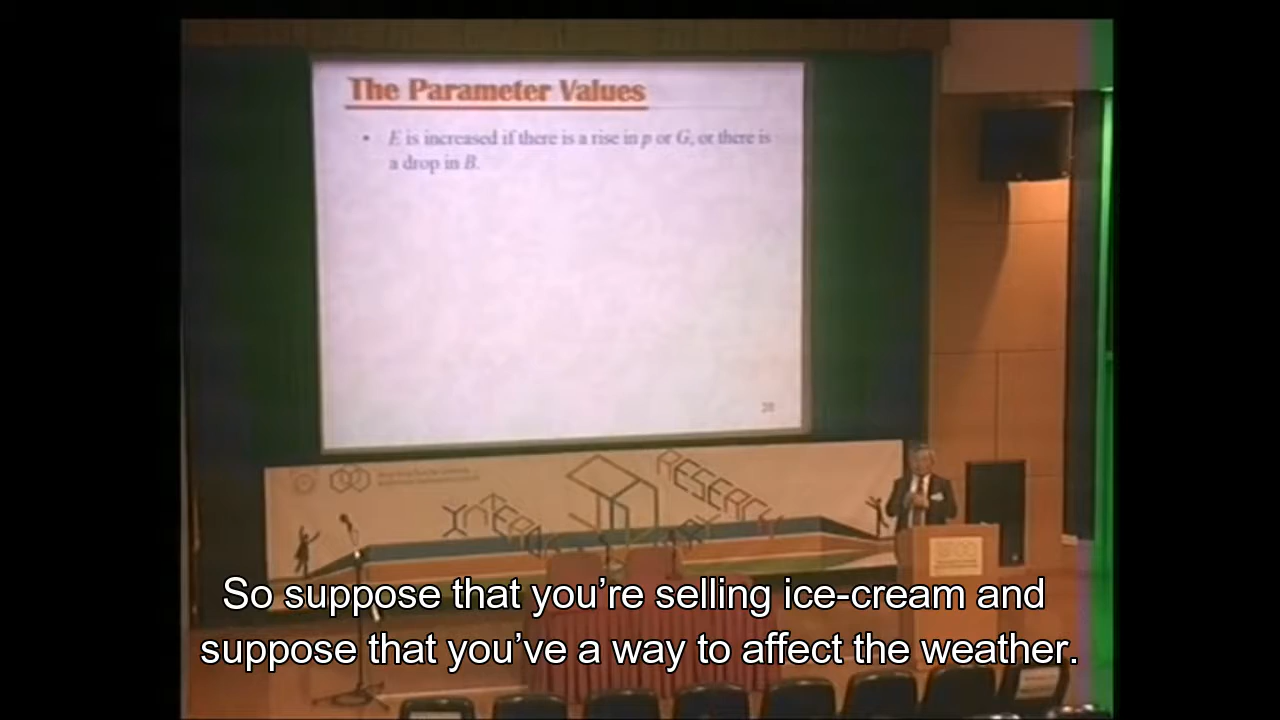 The Parameter Values
• E is increased if there is a rise in p or G, or there is
a drop in B.
20
RESEARCH
So suppose that you’re selling ice-cream and
suppose that you’ve a way to affect the weather.